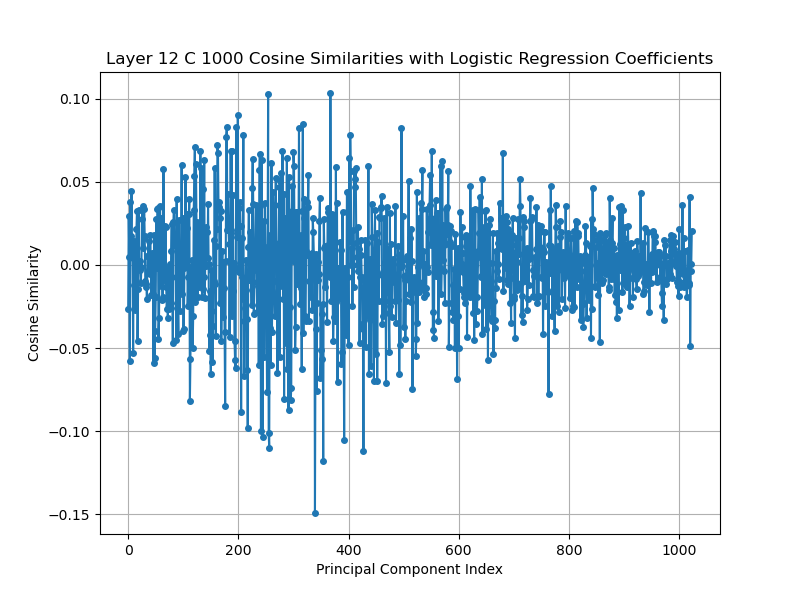 Layer 12 C 1000 Cosine Similarities with Logistic Regression Coefficients
0.10
0.05
0.00
−0.05
−0.10
−0.15
Cosine Similarity
0 200 400 600 800 1000
Principal Component Index